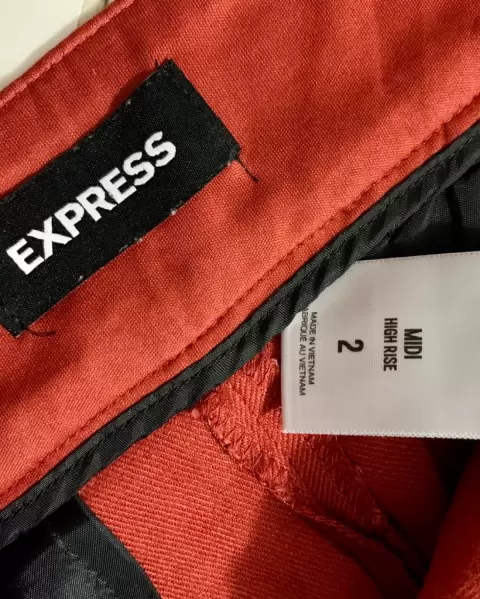 EXPRESS
MIDI
HIGH RISE
2
MADE IN VIETNAM
FABRIQUÉ AU VIETNAM